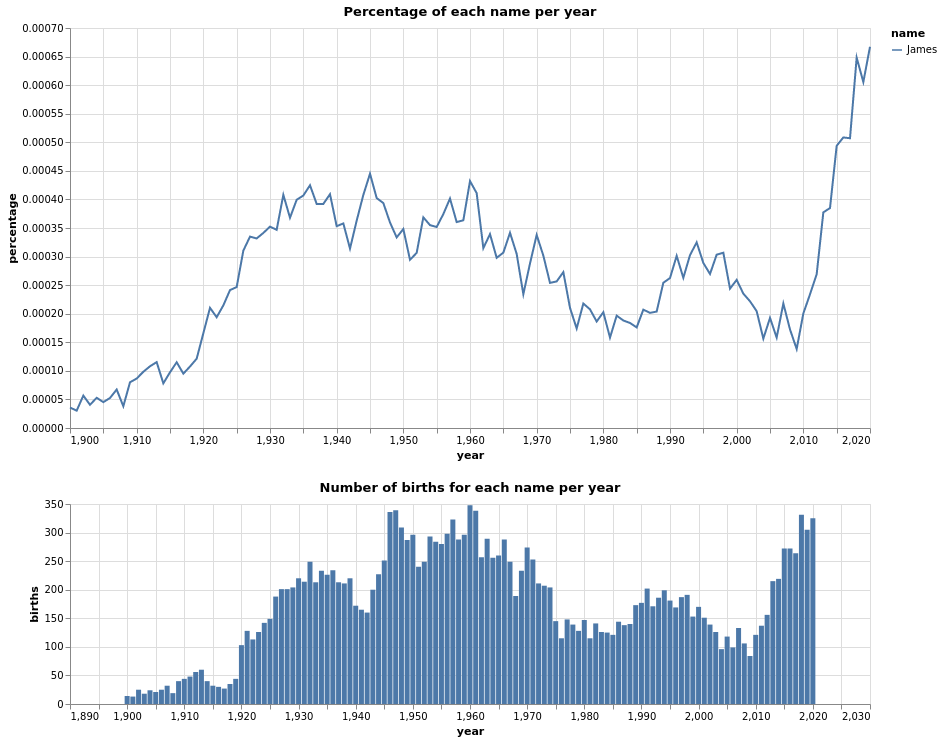 Percentage of each name per year
name
James
0.00070
0.00065
0.00060
0.00055
0.00050
0.00045
0.00040
0.00035
0.00030
0.00025
0.00020
0.00015
0.00010
0.00005
0.00000
percentage
1,900 1,910 1,920 1,930 1,940 1,950 1,960 1,970 1,980 1,990 2,000 2,010 2,020
year
Number of births for each name per year
350
300
250
200
150
100
50
0
births
1,890 1,900 1,910 1,920 1,930 1,940 1,950 1,960 1,970 1,980 1,990 2,000 2,010 2,020 2,030
year